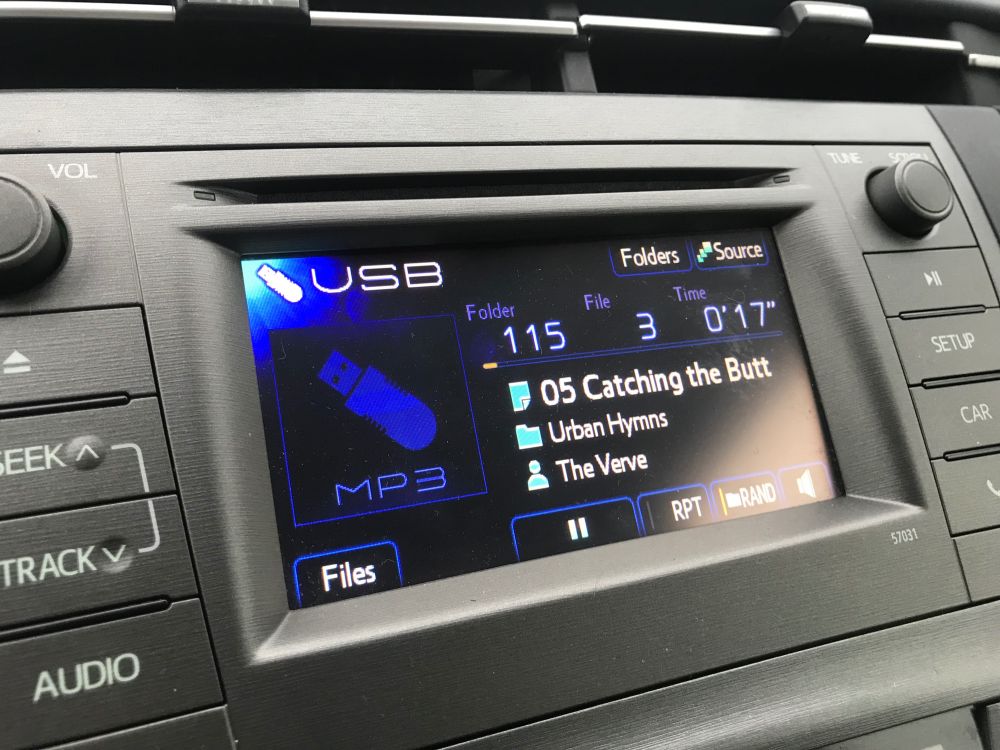 VOL
TUNE
SCROLL
USB
Folders
Source
Folder
File
Time
115
3
0'17"
05 Catching the Butt
Urban Hymns
The Verve
MP3
RPT
RAND
Files
57031
SEEK
TRACK
AUDIO
SETUP
CAR